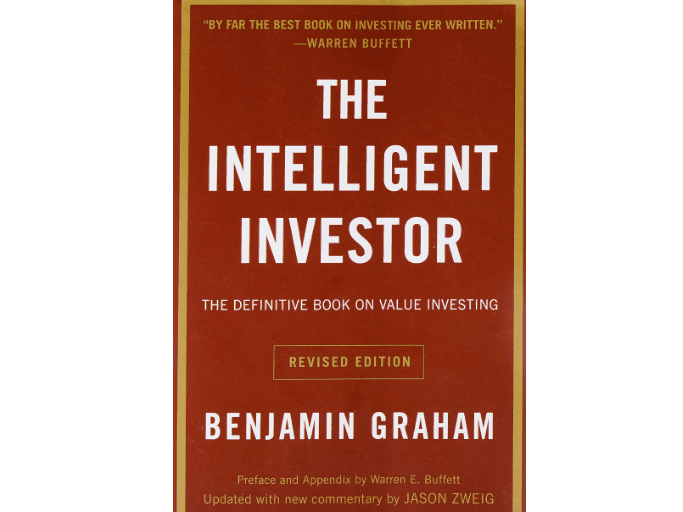 “BY FAR THE BEST BOOK ON INVESTING EVER WRITTEN.”
—WARREN BUFFETT
THE
INTELLIGENT
INVESTOR
THE DEFINITIVE BOOK ON VALUE INVESTING
REVISED EDITION
BENJAMIN GRAHAM
Preface and Appendix by Warren E. Buffett
Updated with new commentary by JASON ZWEIG